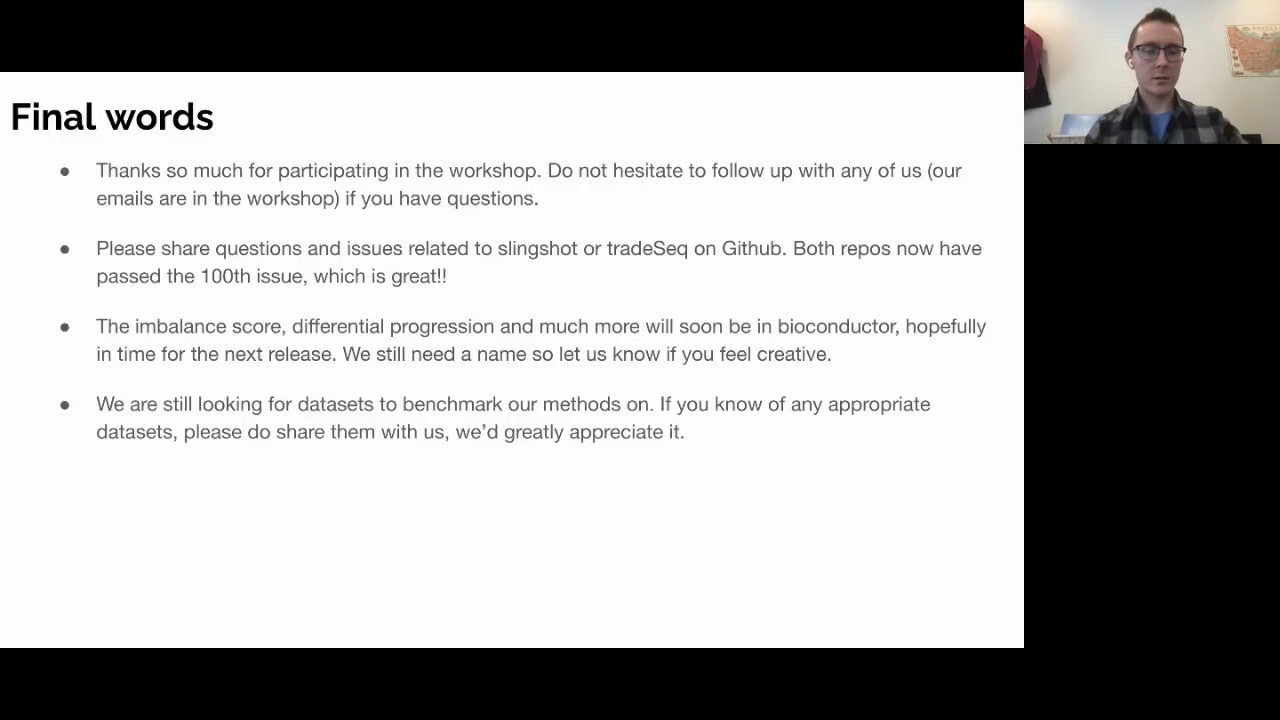 Final words
● Thanks so much for participating in the workshop. Do not hesitate to follow up with any of us (our
emails are in the workshop) if you have questions.
● Please share questions and issues related to slingshot or tradeSeq on Github. Both repos now have
passed the 100th issue, which is great!!
● The imbalance score, differential progression and much more will soon be in bioconductor, hopefully
in time for the next release. We still need a name so let us know if you feel creative.
● We are still looking for datasets to benchmark our methods on. If you know of any appropriate
datasets, please do share them with us, we’d greatly appreciate it.